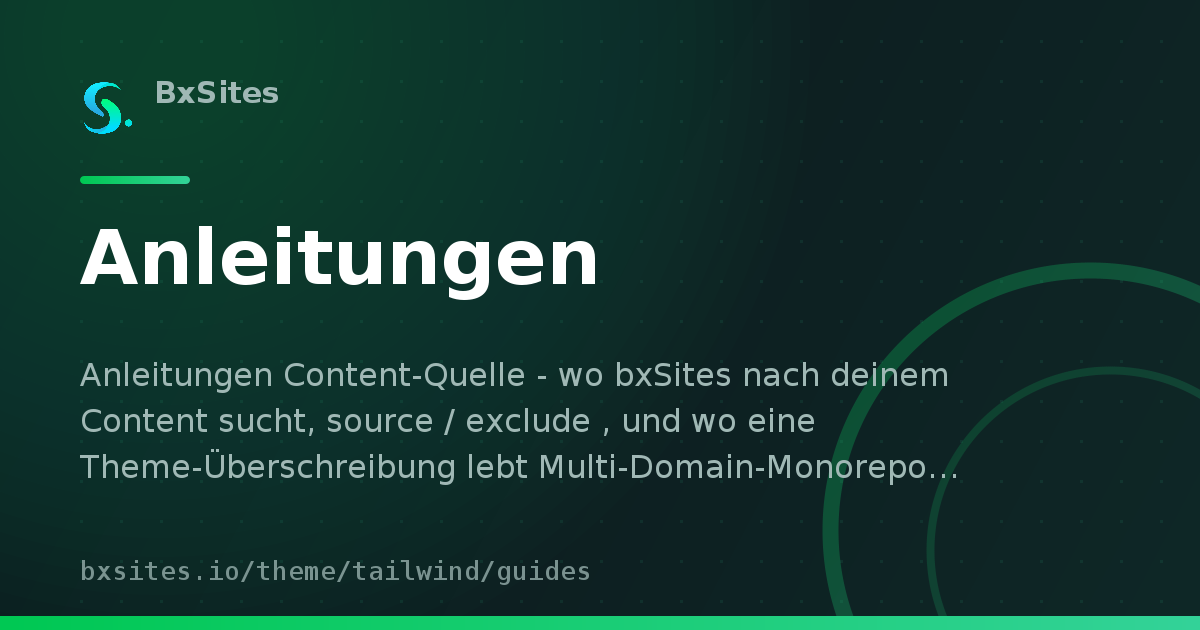 BxSites
Anleitungen
Anleitungen Content-Quelle - wo bxSites nach deinem
Content sucht, source / exclude , und wo eine
Theme-Überschreibung lebt Multi-Domain-Monorepo…
bxsites.io/theme/tailwind/guides